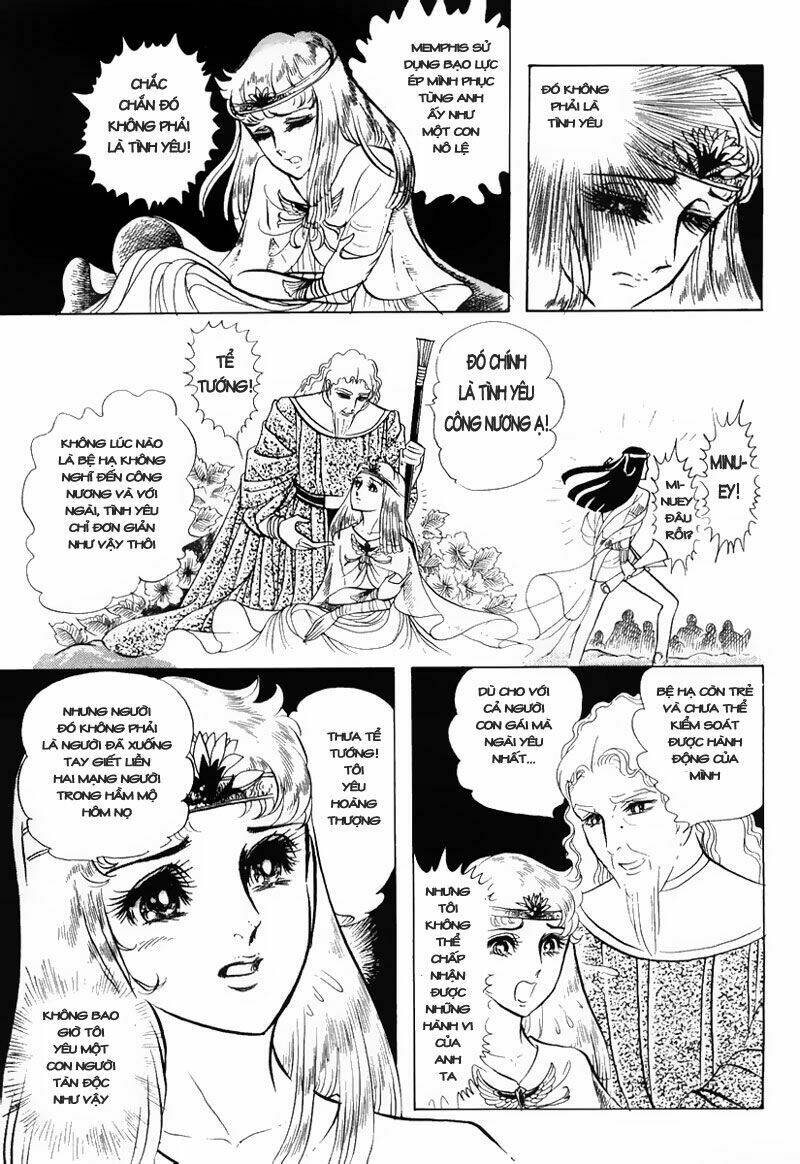 ĐÓ KHÔNG
PHẢI LÀ
TÌNH YÊU
MEMPHIS SỬ
DỤNG BẠO LỰC
ÉP MÌNH PHỤC
TÙNG ANH
ẤY NHƯ
MỘT CON
NÔ LỆ
CHẮC
CHẮN ĐÓ
KHÔNG PHẢI
LÀ TÌNH YÊU!
MINU-
EY!
MI-
NUEY
ĐÂU
RỒI?
ĐÓ CHÍNH
LÀ TÌNH YÊU
CÔNG NƯƠNG Ạ!
TỂ
TƯỚNG!
KHÔNG LÚC NÀO
LÀ BỆ HẠ KHÔNG
NGHĨ ĐẾN CÔNG
NƯƠNG VÀ VỚI
NGÀI, TÌNH YÊU
CHỈ ĐƠN GIẢN
NHƯ VẬY THÔI
BỆ HẠ CÒN TRẺ
VÀ CHƯA THỂ
KIỂM SOÁT
ĐƯỢC HÀNH
ĐỘNG CỦA
MÌNH
DÙ CHO VỚI
CẢ NGƯỜI
CON GÁI MÀ
NGÀI YÊU
NHẤT...
NHƯNG
TÔI
KHÔNG
THỂ
CHẤP
NHẬN
ĐƯỢC
NHỮNG
HÀNH VI
CỦA
ANH
TA
THƯA TỂ
TƯỚNG!
TÔI
YÊU
HOÀNG
THƯỢNG
NHƯNG NGƯỜI
ĐÓ KHÔNG PHẢI
LÀ NGƯỜI ĐÃ XUỐNG
TAY GIẾT LIỀN
HAI MẠNG NGƯỜI
TRONG HẦM MỘ
HÔM NỌ
KHÔNG BAO
GIỜ TÔI
YÊU MỘT
CON NGƯỜI
TÀN ĐỘC
NHƯ VẬY